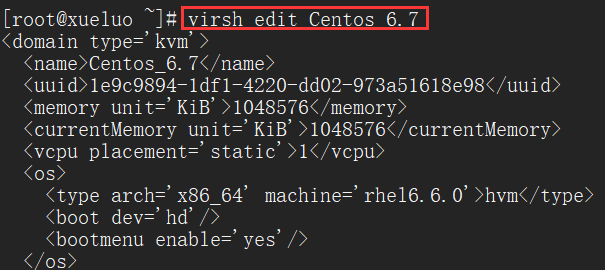 [root@xueluo ~]# virsh edit Centos_6.7
<domain type='kvm'>
<name>Centos_6.7</name>
<uuid>1e9c9894-1df1-4220-dd02-973a51618e98</uuid>
<memory unit='KiB'>1048576</memory>
<currentMemory unit='KiB'>1048576</currentMemory>
<vcpu placement='static'>1</vcpu>
<os>
<type arch='x86_64' machine='rhel6.6.0'>hvm</type>
<boot dev='hd'/>
<bootmenu enable='yes'/>
</os>